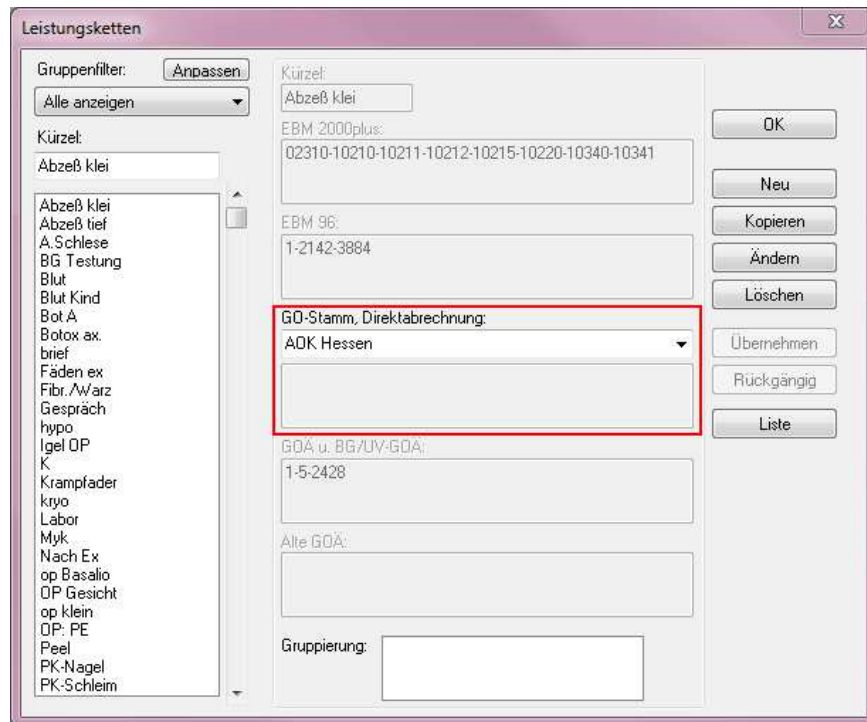 Leistungsketten
Gruppenfilter:
Anpassen
Alle anzeigen
Kürzel:
Abzeß klei
Abzeß klei
Abzeß tief
A.Schlese
BG Testung
Blut
Blut Kind
Bot A
Botox ax.
brief
Fäden ex
Fibr./Warz
Gespräch
hypo
Igel OP
K
Krampfader
kryo
Labor
Myk
Nach Ex
op Basalio
OP Gesicht
op klein
OP: PE
Peel
PK-Nagel
PK-Schleim
Kürzel:
Abzeß klei
EBM 2000plus:
02310-10210-10211-10212-10215-10220-10340-10341
EBM 96:
1-2142-3884
GO-Stamm, Direktabrechnung:
AOK Hessen
GOÄ u. BG/UV-GOÄ:
1-5-2428
Alte GOÄ:
Gruppierung:
OK
Neu
Kopieren
Ändern
Löschen
Übernehmen
Rückgängig
Liste